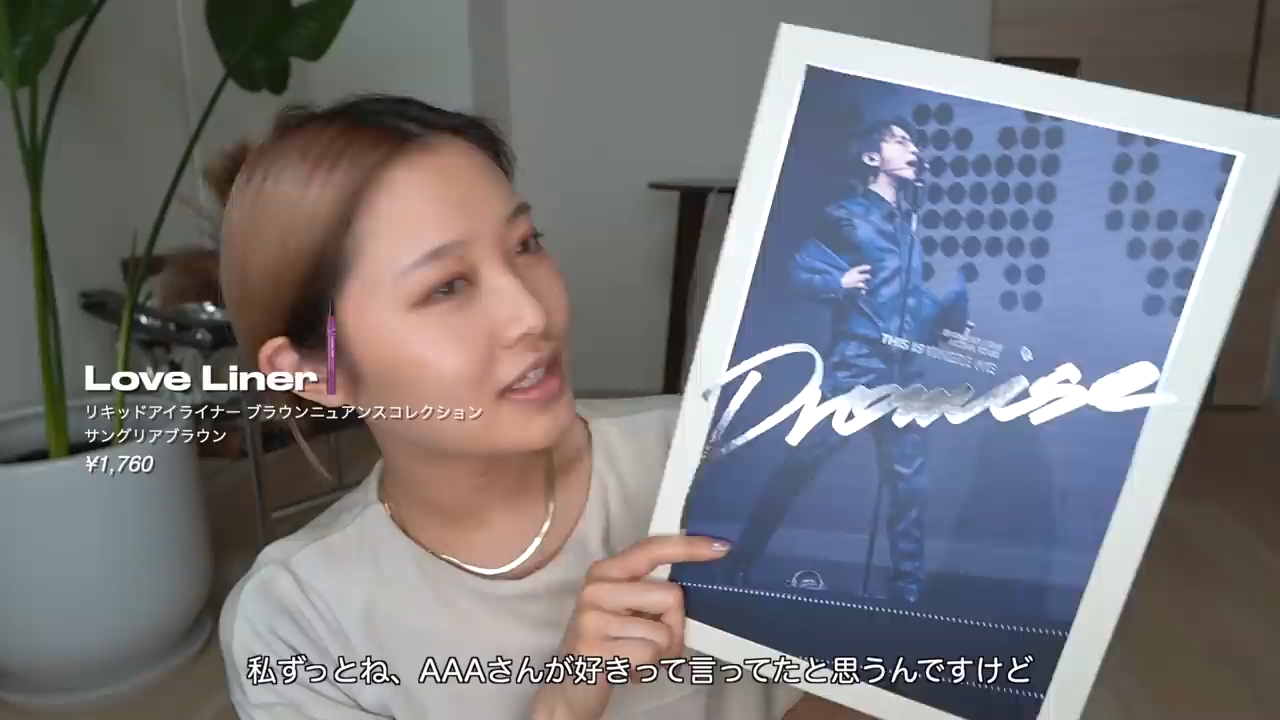 Promise
Love Liner
リキッドアイライナー ブラウンニュアンスコレクション
サングリアブラウン
¥1,760
私ずっとね、AAAさんが好きって言ってたと思うんですけど